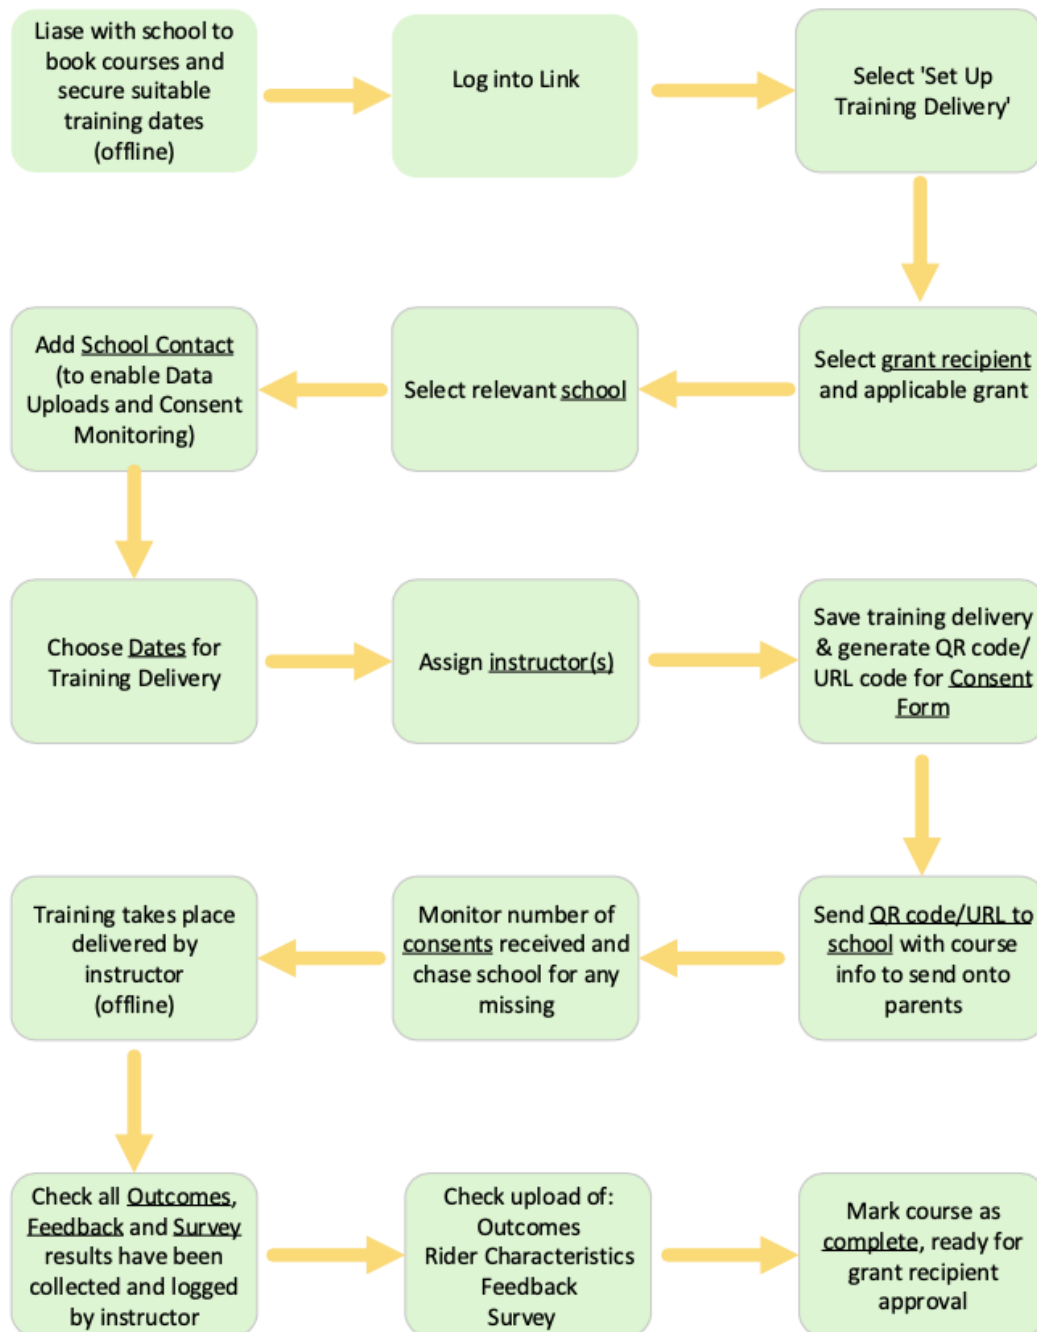 Liase with school to
book courses and
secure suitable
training dates
(offline)
Log into Link
Select 'Set Up
Training Delivery'
Select grant recipient
and applicable grant
Select relevant school
Add School Contact
(to enable Data
Uploads and Consent
Monitoring)
Choose Dates for
Training Delivery
Assign instructor(s)
Save training delivery
& generate QR code/
URL code for Consent
Form
Send QR code/URL to
school with course
info to send onto
parents
Monitor number of
consents received and
chase school for any
missing
Training takes place
delivered by
instructor
(offline)
Check all Outcomes,
Feedback and Survey
results have been
collected and logged
by instructor
Check upload of:
Outcomes
Rider Characteristics
Feedback
Survey
Mark course as
complete, ready for
grant recipient
approval